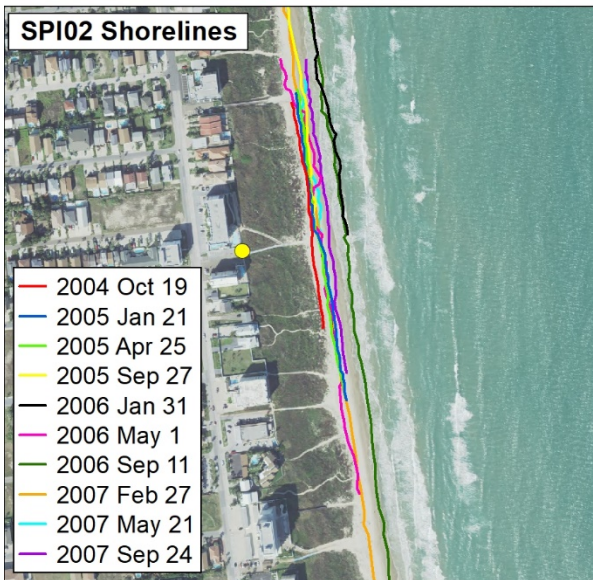 SPI02 Shorelines
2004 Oct 19
2005 Jan 21
2005 Apr 25
2005 Sep 27
2006 Jan 31
2006 May 1
2006 Sep 11
2007 Feb 27
2007 May 21
2007 Sep 24